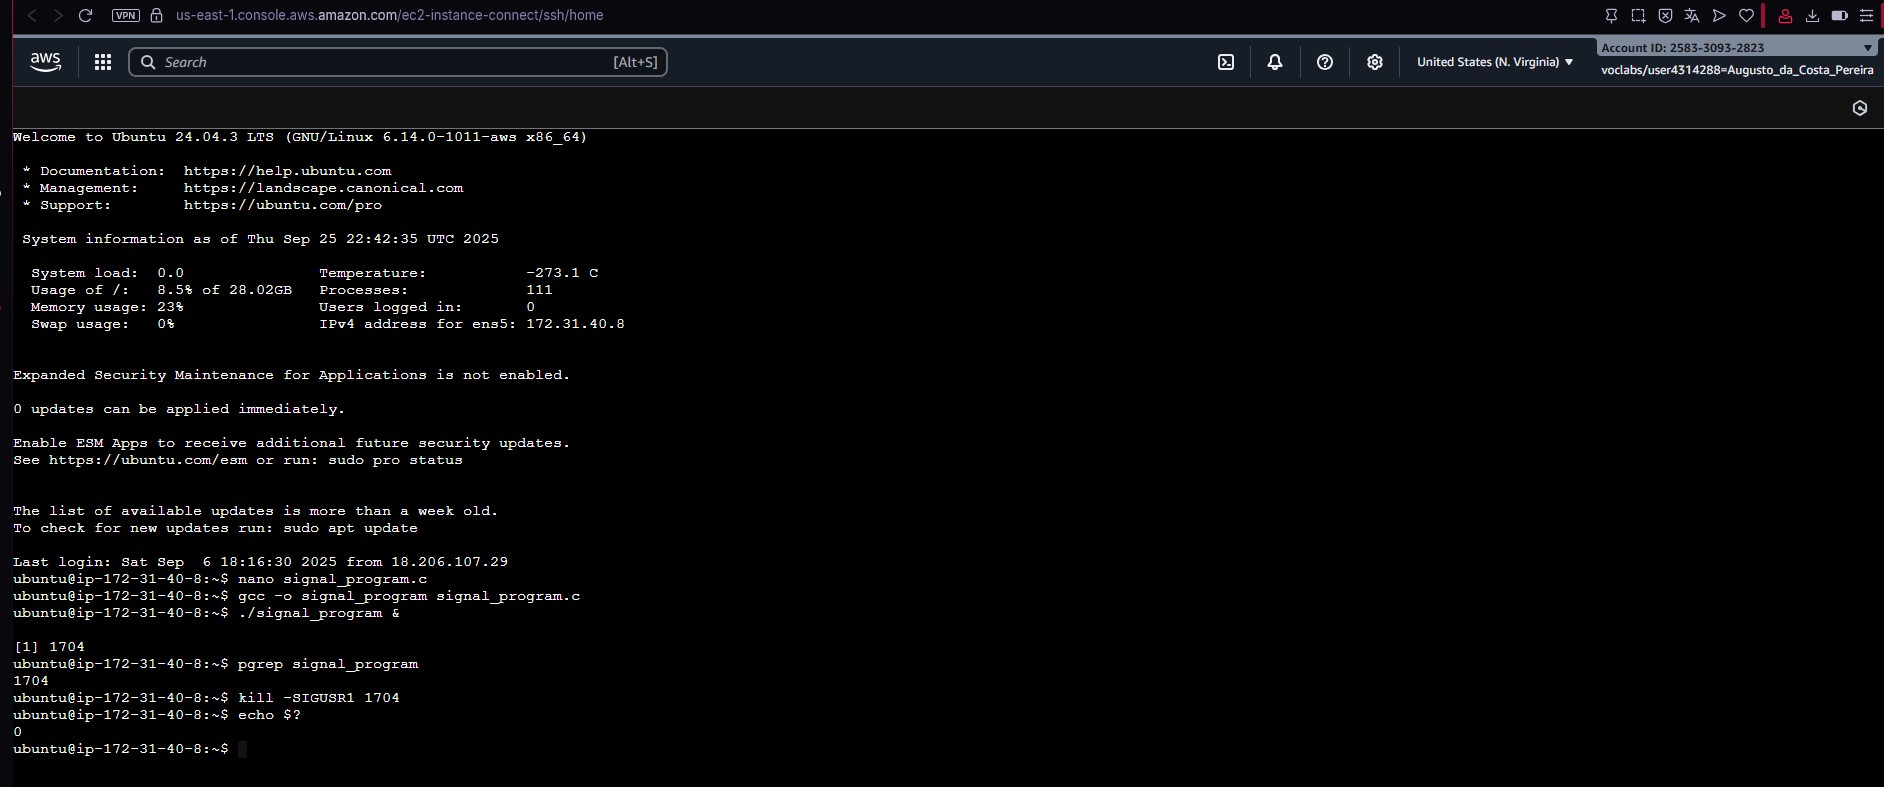 VPN us-east-1.console.aws.amazon.com/ec2-instance-connect/ssh/home
aws Search [Alt+S] United States (N. Virginia) Account ID: 2583-3093-2823
voclabs/user4314288=Augusto_da_Costa_Pereira
Welcome to Ubuntu 24.04.3 LTS (GNU/Linux 6.14.0-1011-aws x86_64)
* Documentation: https://help.ubuntu.com
* Management: https://landscape.canonical.com
* Support: https://ubuntu.com/pro
System information as of Thu Sep 25 22:42:35 UTC 2025
System load: 0.0 Temperature: -273.1 C
Usage of /: 8.5% of 28.02GB Processes: 111
Memory usage: 23% Users logged in: 0
Swap usage: 0% IPv4 address for ens5: 172.31.40.8
Expanded Security Maintenance for Applications is not enabled.
0 updates can be applied immediately.
Enable ESM Apps to receive additional future security updates.
See https://ubuntu.com/esm or run: sudo pro status
The list of available updates is more than a week old.
To check for new updates run: sudo apt update
Last login: Sat Sep  6 18:16:30 2025 from 18.206.107.29
ubuntu@ip-172-31-40-8:~$ nano signal_program.c
ubuntu@ip-172-31-40-8:~$ gcc -o signal_program signal_program.c
ubuntu@ip-172-31-40-8:~$ ./signal_program &
[1] 1704
ubuntu@ip-172-31-40-8:~$ pgrep signal_program
1704
ubuntu@ip-172-31-40-8:~$ kill -SIGUSR1 1704
ubuntu@ip-172-31-40-8:~$ echo $?
0
ubuntu@ip-172-31-40-8:~$